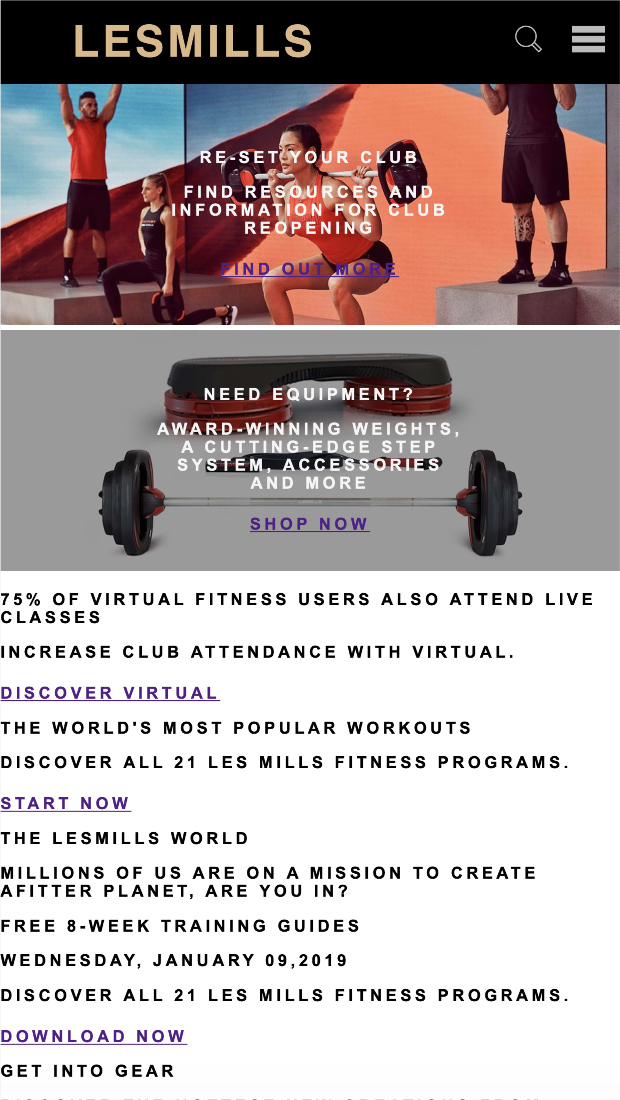 LESMILLS
RE-SET YOUR CLUB
FIND RESOURCES AND
INFORMATION FOR CLUB
REOPENING
FIND OUT MORE
NEED EQUIPMENT?
AWARD-WINNING WEIGHTS,
A CUTTING-EDGE STEP
SYSTEM, ACCESSORIES
AND MORE
SHOP NOW
75% OF VIRTUAL FITNESS USERS ALSO ATTEND LIVE
CLASSES
INCREASE CLUB ATTENDANCE WITH VIRTUAL.
DISCOVER VIRTUAL
THE WORLD'S MOST POPULAR WORKOUTS
DISCOVER ALL 21 LES MILLS FITNESS PROGRAMS.
START NOW
THE LESMILLS WORLD
MILLIONS OF US ARE ON A MISSION TO CREATE
AFITTER PLANET, ARE YOU IN?
FREE 8-WEEK TRAINING GUIDES
WEDNESDAY, JANUARY 09,2019
DISCOVER ALL 21 LES MILLS FITNESS PROGRAMS.
DOWNLOAD NOW
GET INTO GEAR